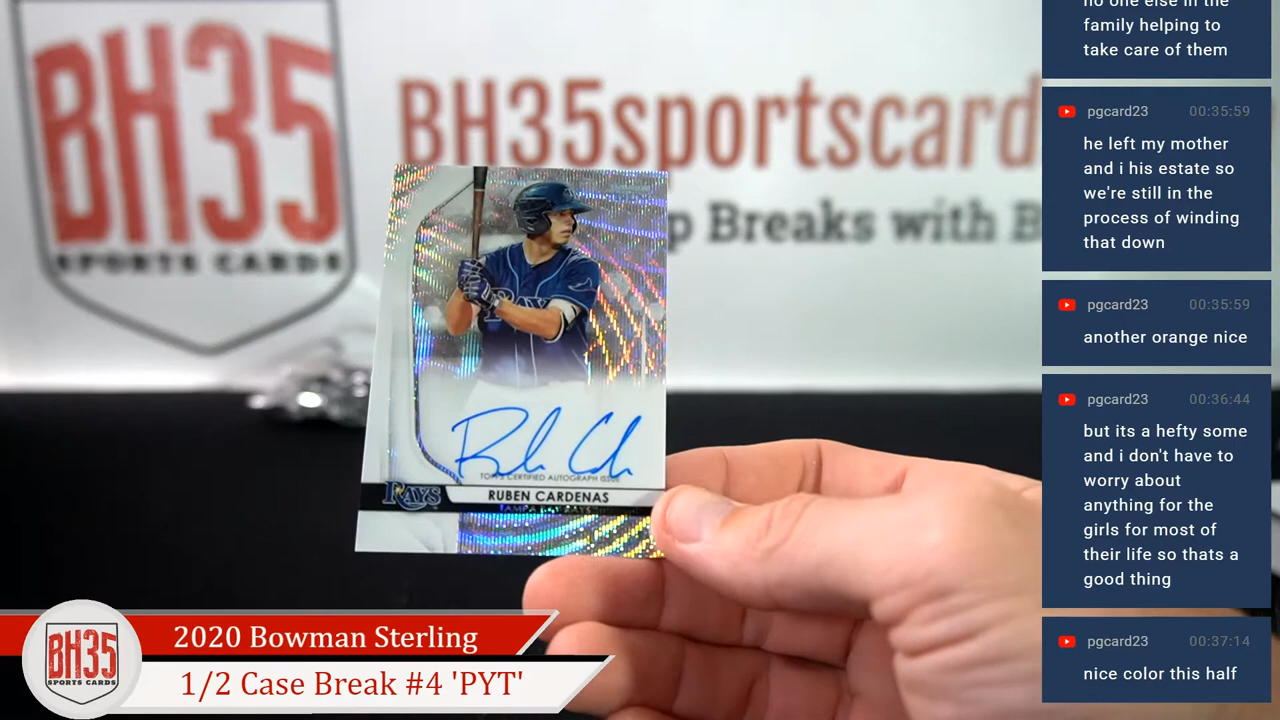 BH35
SPORTS CARDS
BH35sportscard
p Breaks with B
RAYS
TOPPS CERTIFIED AUTOGRAPH ISSUE
RAYS
RUBEN CARDENAS
TAMPA BAY RAYS
BH35
SPORTS CARDS
2020 Bowman Sterling
1/2 Case Break #4 'PYT'
no one else in the
family helping to
take care of them
pgcard23 00:35:59
he left my mother
and i his estate so
we're still in the
process of winding
that down
pgcard23 00:35:59
another orange nice
pgcard23 00:36:44
but its a hefty some
and i don't have to
worry about
anything for the
girls for most of
their life so thats a
good thing
pgcard23 00:37:14
nice color this half